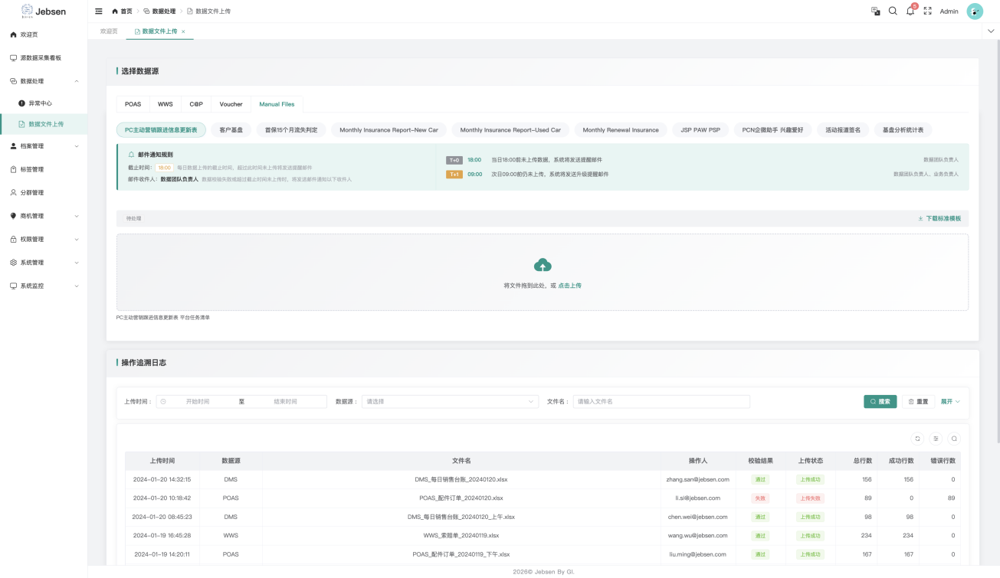 Jebsen
首页 数据处理 数据文件上传
5
Admin
欢迎页 数据文件上传 ×
欢迎页
源数据采集看板
数据处理
异常中心
数据文件上传
档案管理
标签管理
分群管理
商机管理
权限管理
系统管理
系统监控
选择数据源
POAS WWS C@P Voucher Manual Files
PC主动营销跟进信息更新表 客户基盘 首保15个月流失判定 Monthly Insurance Report-New Car Monthly Insurance Report-Used Car Monthly Renewal Insurance JSP PAW PSP PCN企微助手 兴趣爱好 活动报道签名 基盘分析统计表
邮件通知规则
截止时间： 18:00 每日数据上传的截止时间，超过此时间未上传将发送提醒邮件
邮件收件人： 数据团队负责人 数据校验失败或超过截止时间未上传时，将发送邮件通知以下收件人
T+0 18:00 当日18:00前未上传数据，系统将发送提醒邮件 数据团队负责人
T+1 09:00 次日09:00前仍未上传，系统将发送升级提醒邮件 数据团队负责人、业务负责人
待处理 下载标准模板
将文件拖到此处，或 点击上传
PC主动营销跟进信息更新表 平台任务清单
操作追溯日志
上传时间： 开始时间 至 结束时间 数据源： 请选择 文件名： 请输入文件名 搜索 重置 展开
上传时间 数据源 文件名 操作人 校验结果 上传状态 总行数 成功行数 错误行数
2024-01-20 14:32:15 DMS DMS_每日销售台账_20240120.xlsx zhang.san@jebsen.com 通过 上传成功 156 156 0
2024-01-20 10:18:42 POAS POAS_配件订单_20240120.xlsx li.si@jebsen.com 失败 上传失败 89 0 89
2024-01-20 08:45:23 DMS DMS_每日销售台账_20240120_上午.xlsx chen.wei@jebsen.com 通过 上传成功 98 98 0
2024-01-19 16:45:28 WWS WWS_索赔单_20240119.xlsx wang.wu@jebsen.com 通过 上传成功 234 234 0
2024-01-19 14:20:11 POAS POAS_配件订单_20240119_下午.xlsx liu.ming@jebsen.com 通过 上传成功 167 167 0
2026© Jebsen By GI.